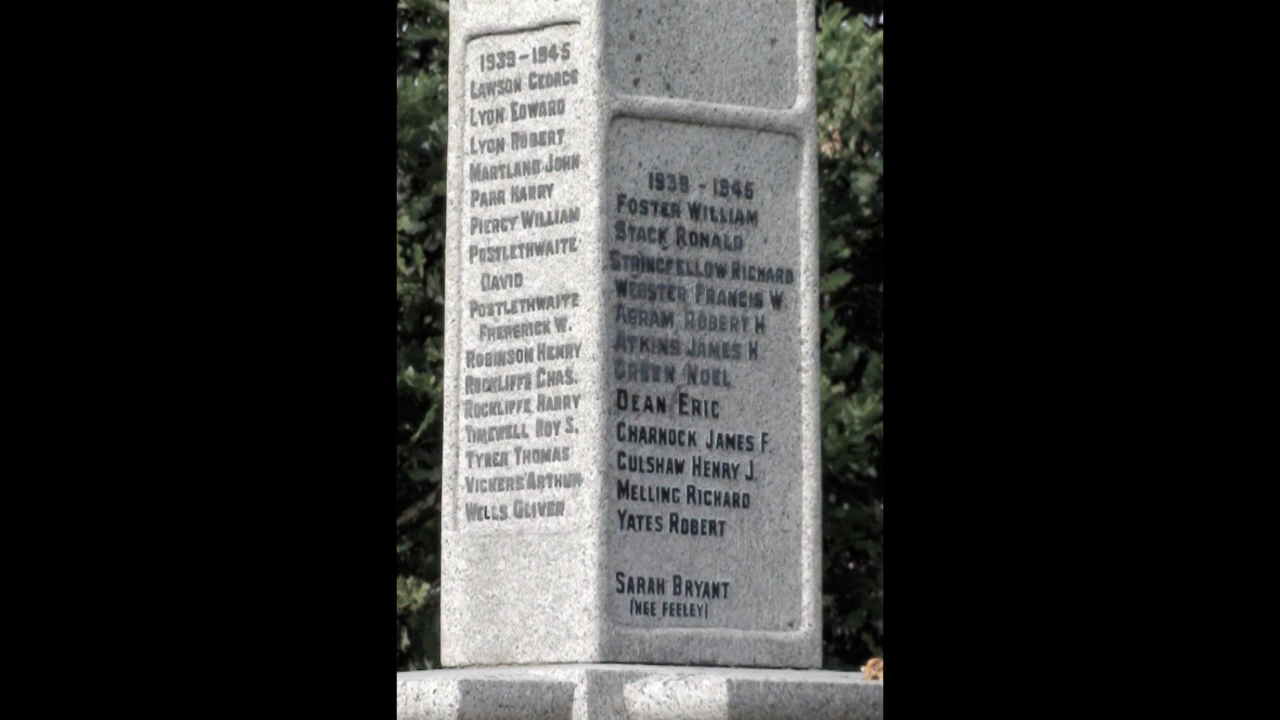 1939-1945
LAWSON GEORGE
LYON EDWARD
LYON ROBERT
MARTLAND JOHN
PARR HARRY
PIERCY WILLIAM
POSTLETHWAITE
DAVID
POSTLETHWAITE
FREDERICK W.
ROBINSON HENRY
ROCKLIFFE CHAS.
ROCKLIFFE HARRY
TIMEWELL ROY S.
TYRER THOMAS
VICKERS ARTHUR
WELLS OLIVER
1939 - 1945
FOSTER WILLIAM
STACK RONALD
STRINGFELLOW RICHARD
WEBSTER FRANCIS W.
ABRAM ROBERT H
ATKINS JAMES H
GREEN NOEL
DEAN ERIC
CHARNOCK JAMES F.
CULSHAW HENRY J.
MELLING RICHARD
YATES ROBERT
SARAH BRYANT
(NEE FEELEY)